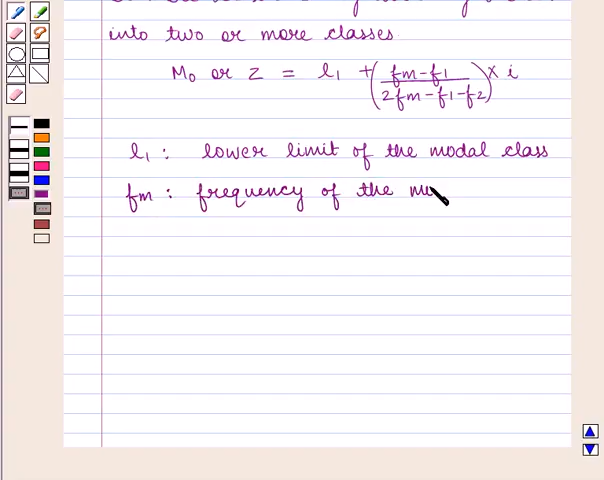 into two or more classes.
M₀ or Z = l₁ + (fm-f₁ / 2fm-f₁-f₂) × i
l₁ : lower limit of the modal class
fm : frequency of the